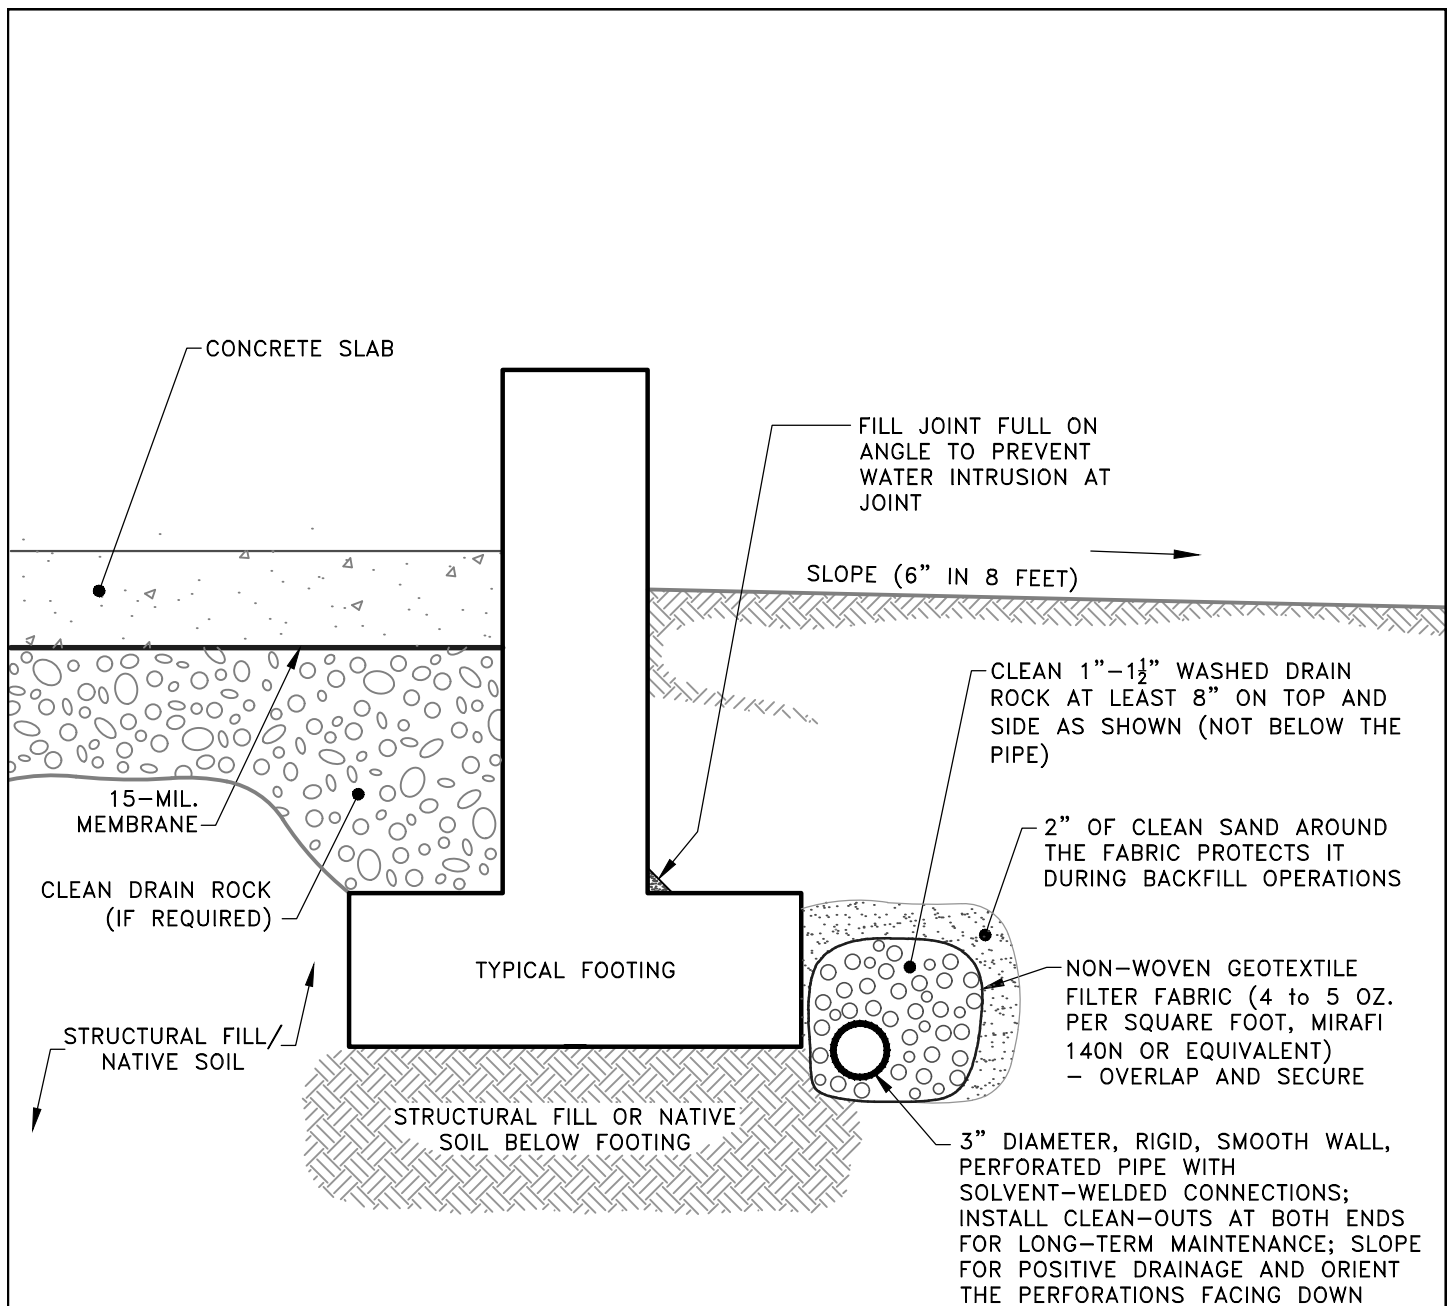 CONCRETE SLAB
FILL JOINT FULL ON
ANGLE TO PREVENT
WATER INTRUSION AT
JOINT
SLOPE (6” IN 8 FEET)
CLEAN 1”–1½” WASHED DRAIN
ROCK AT LEAST 8” ON TOP AND
SIDE AS SHOWN (NOT BELOW THE
PIPE)
15–MIL.
MEMBRANE
2” OF CLEAN SAND AROUND
THE FABRIC PROTECTS IT
DURING BACKFILL OPERATIONS
CLEAN DRAIN ROCK
(IF REQUIRED)
TYPICAL FOOTING
NON–WOVEN GEOTEXTILE
FILTER FABRIC (4 to 5 OZ.
PER SQUARE FOOT, MIRAFI
140N OR EQUIVALENT)
– OVERLAP AND SECURE
STRUCTURAL FILL/
NATIVE SOIL
STRUCTURAL FILL OR NATIVE
SOIL BELOW FOOTING
3” DIAMETER, RIGID, SMOOTH WALL,
PERFORATED PIPE WITH
SOLVENT–WELDED CONNECTIONS;
INSTALL CLEAN–OUTS AT BOTH ENDS
FOR LONG–TERM MAINTENANCE; SLOPE
FOR POSITIVE DRAINAGE AND ORIENT
THE PERFORATIONS FACING DOWN